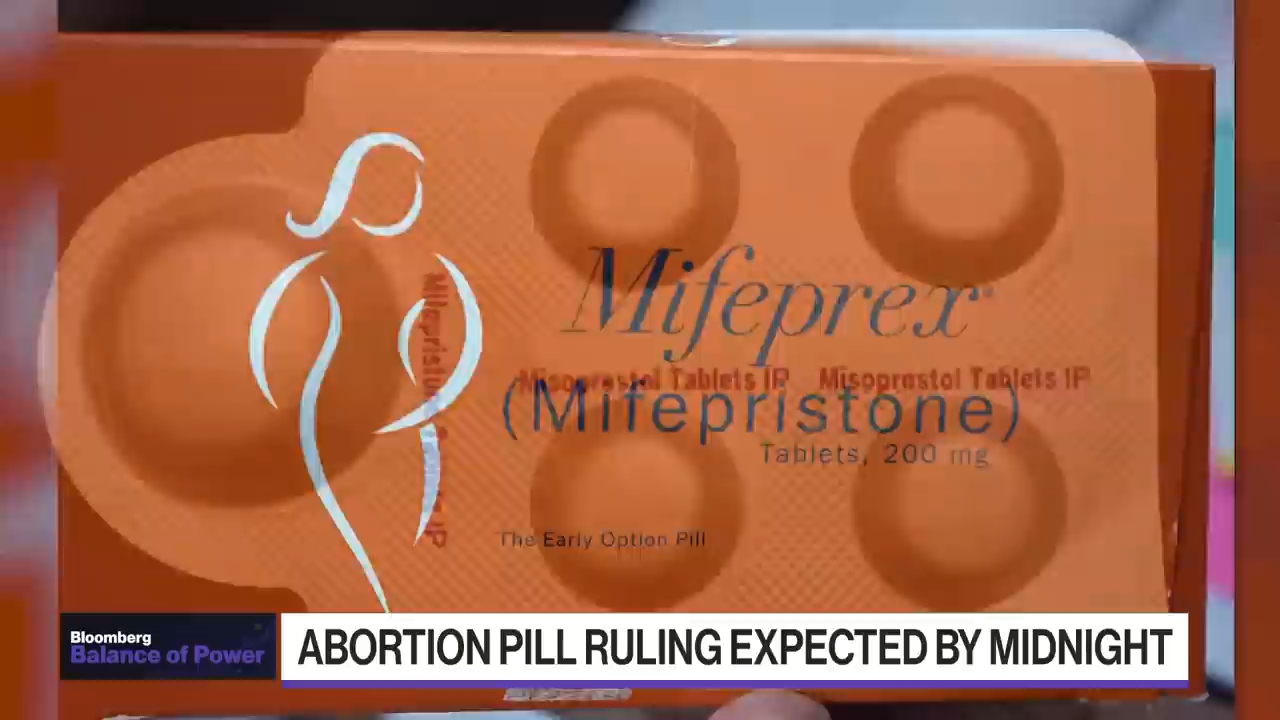 Mifeprex
Misoprostol Tablets IP Misoprostol Tablets IP
(Mifepristone)
Tablets, 200 mg
The Early Option Pill
Bloomberg
Balance of Power
ABORTION PILL RULING EXPECTED BY MIDNIGHT